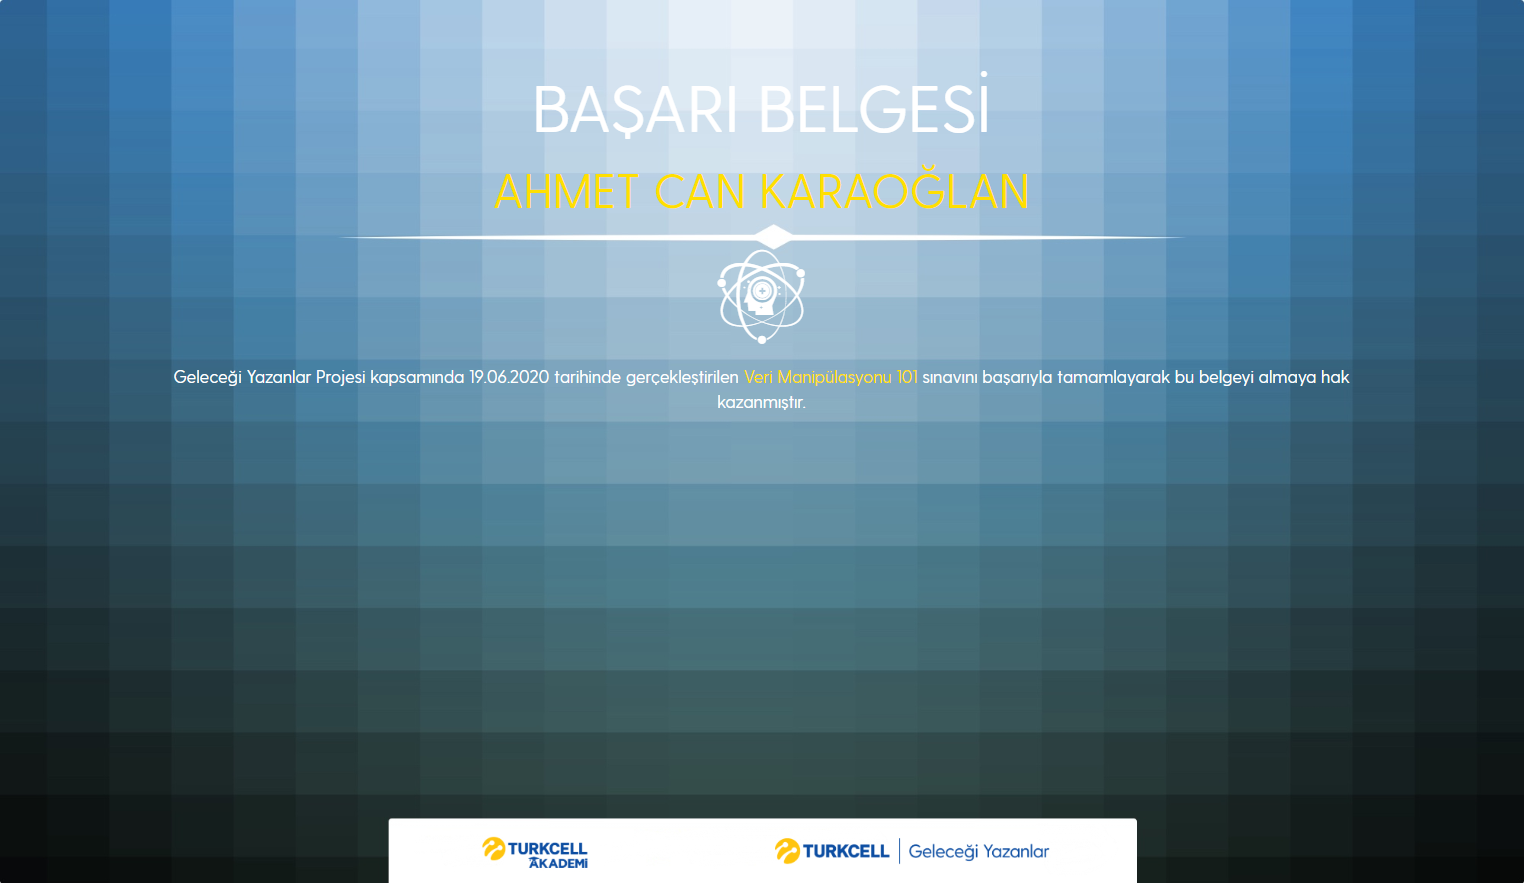 BAŞARI BELGESİ
AHMET CAN KARAOĞLAN
Geleceği Yazanlar Projesi kapsamında 19.06.2020 tarihinde gerçekleştirilen Veri Manipülasyonu 101 sınavını başarıyla tamamlayarak bu belgeyi almaya hak
kazanmıştır.
TURKCELL
AKADEMİ
TURKCELL | Geleceği Yazanlar